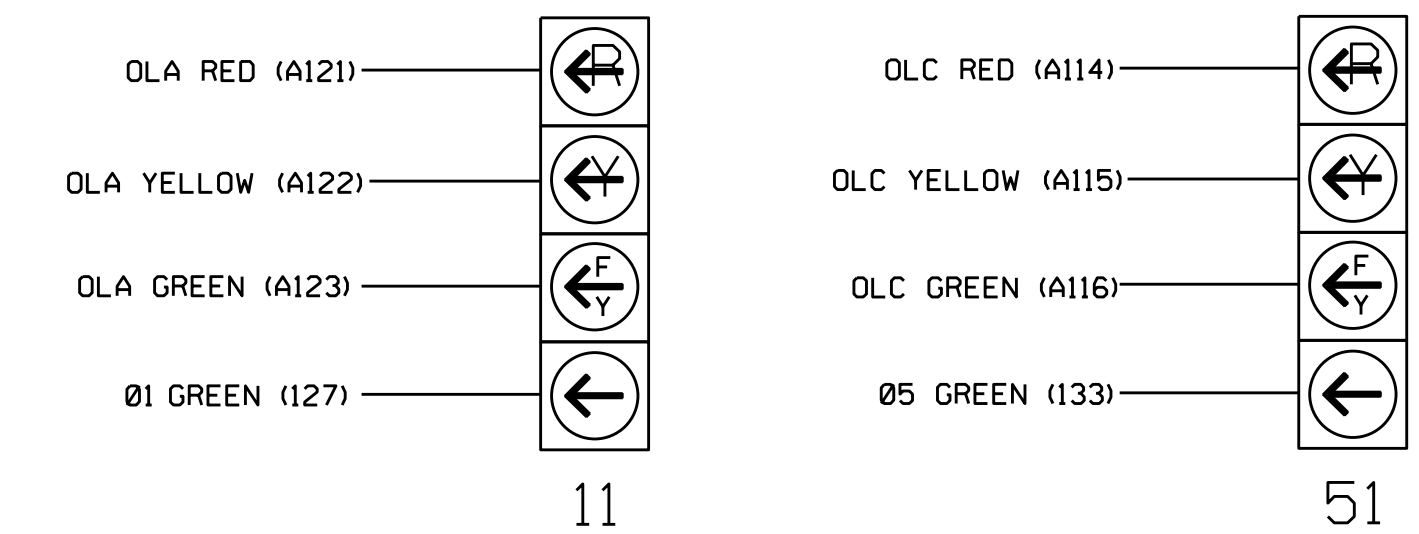 OLA RED (A121)
R
OLA YELLOW (A122)
Y
OLA GREEN (A123)
F
Y
Ø1 GREEN (127)
11
OLC RED (A114)
R
OLC YELLOW (A115)
Y
OLC GREEN (A116)
F
Y
Ø5 GREEN (133)
51